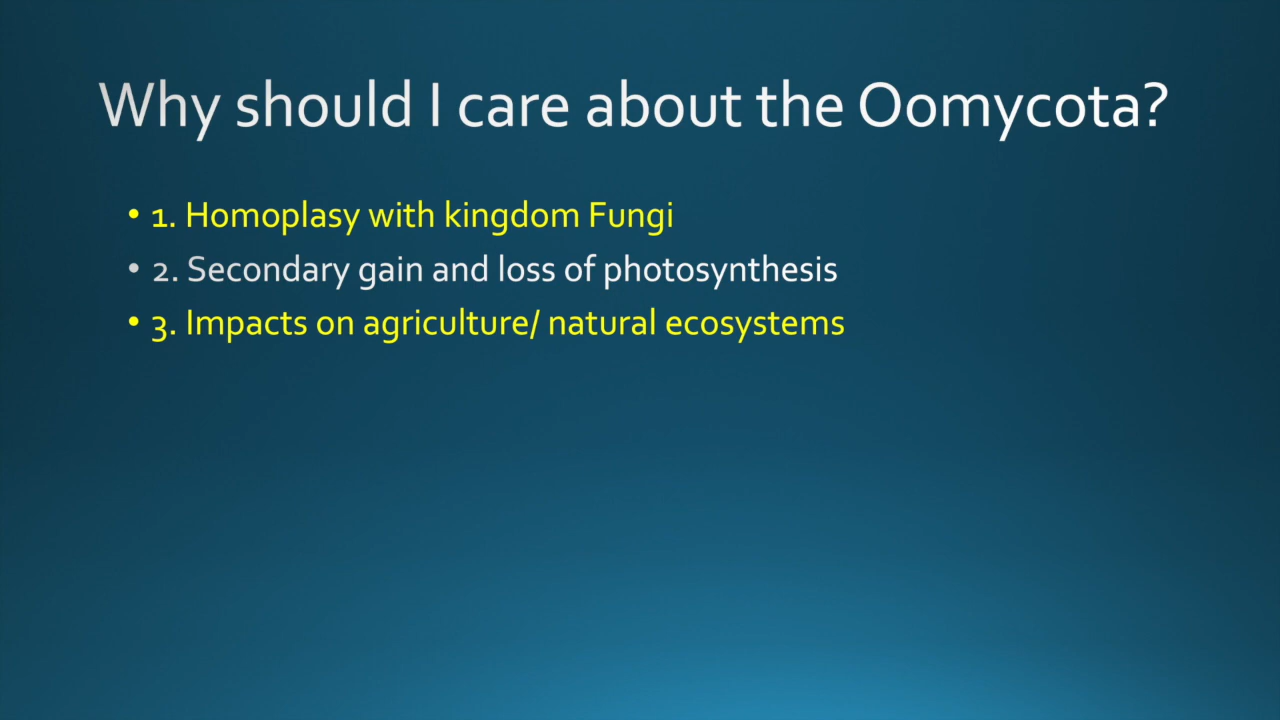 Why should I care about the Oomycota?
• 1. Homoplasy with kingdom Fungi
• 2. Secondary gain and loss of photosynthesis
• 3. Impacts on agriculture/ natural ecosystems